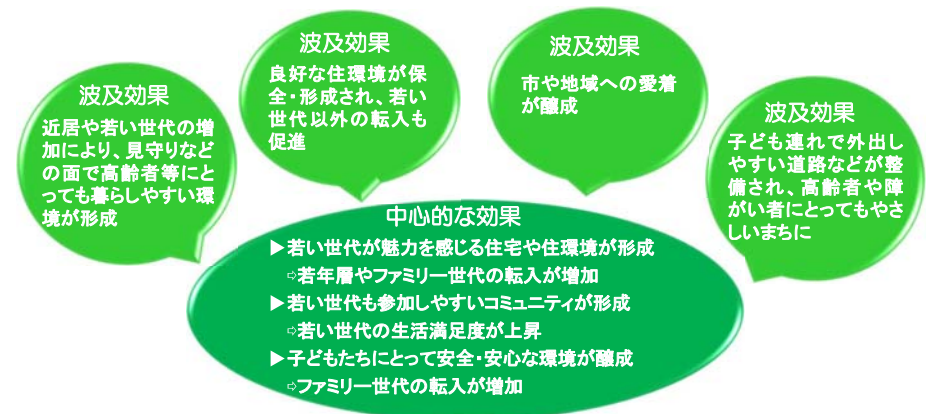 波及効果
近居や若い世代の増
加により、見守りなど
の面で高齢者等にと
っても暮らしやすい環
境が形成
波及効果
良好な住環境が保
全・形成され、若い
世代以外の転入も
促進
波及効果
市や地域への愛着
が醸成
波及効果
子ども連れで外出し
やすい道路などが整
備され、高齢者や障
がい者にとってもやさ
しいまちに
中心的な効果
▶若い世代が魅力を感じる住宅や住環境が形成
⇨若年層やファミリー世代の転入が増加
▶若い世代も参加しやすいコミュニティが形成
⇨若い世代の生活満足度が上昇
▶子どもたちにとって安全・安心な環境が醸成
⇨ファミリー世代の転入が増加